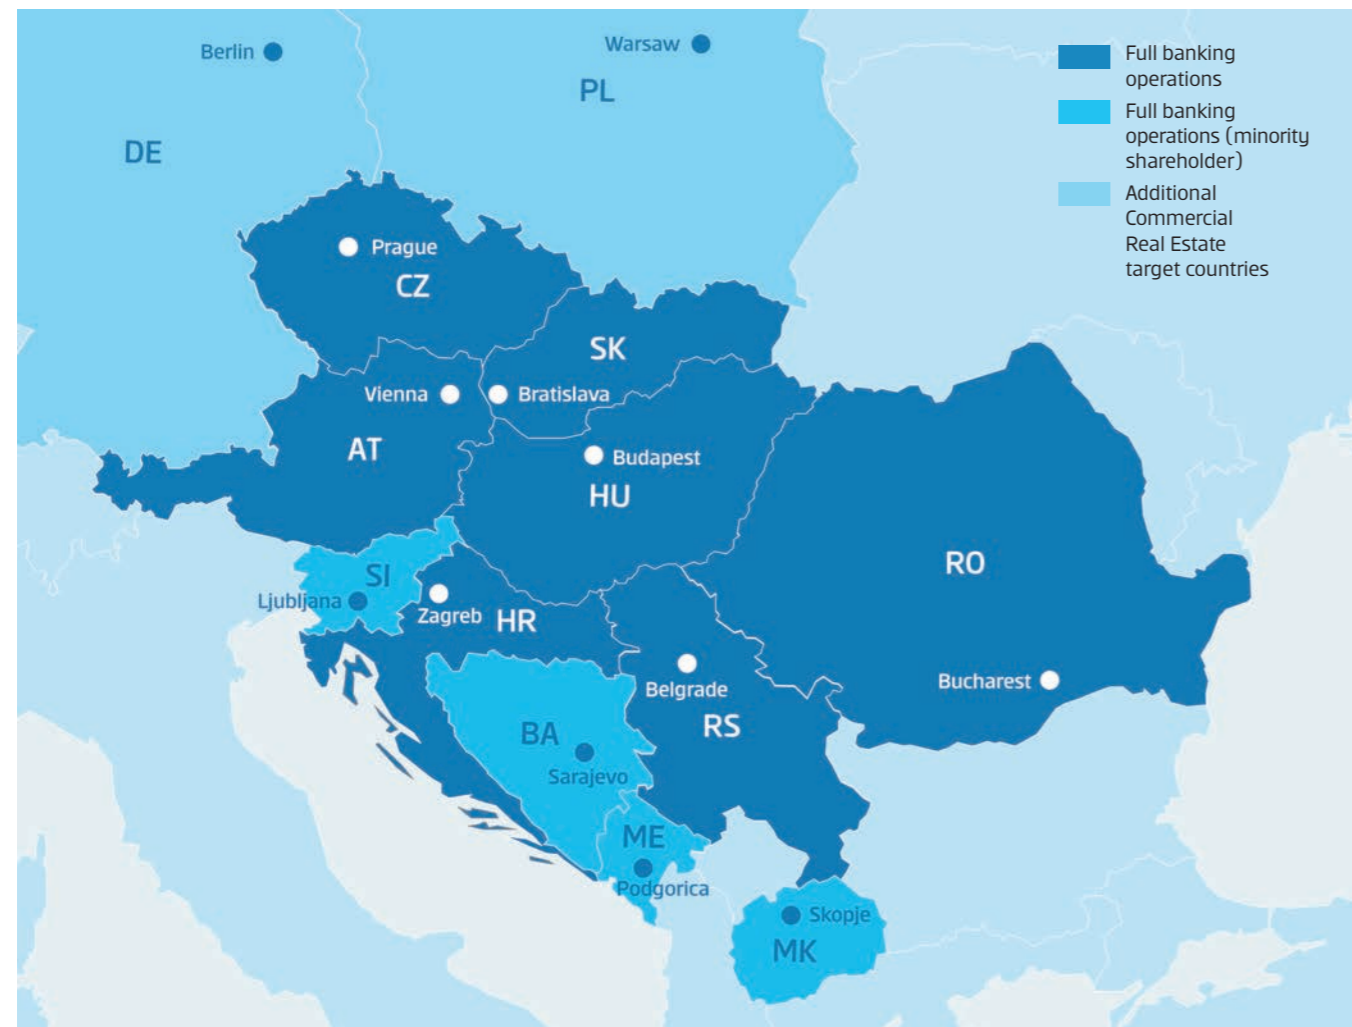 Berlin
Warsaw
PL
DE
Full banking
operations
Full banking
operations (minority
shareholder)
Additional
Commercial
Real Estate
target countries
Prague
CZ
SK
Vienna
Bratislava
AT
Budapest
HU
RO
SI
Ljubljana
Zagreb
HR
Belgrade
Bucharest
RS
BA
Sarajevo
ME
Podgorica
Skopje
MK